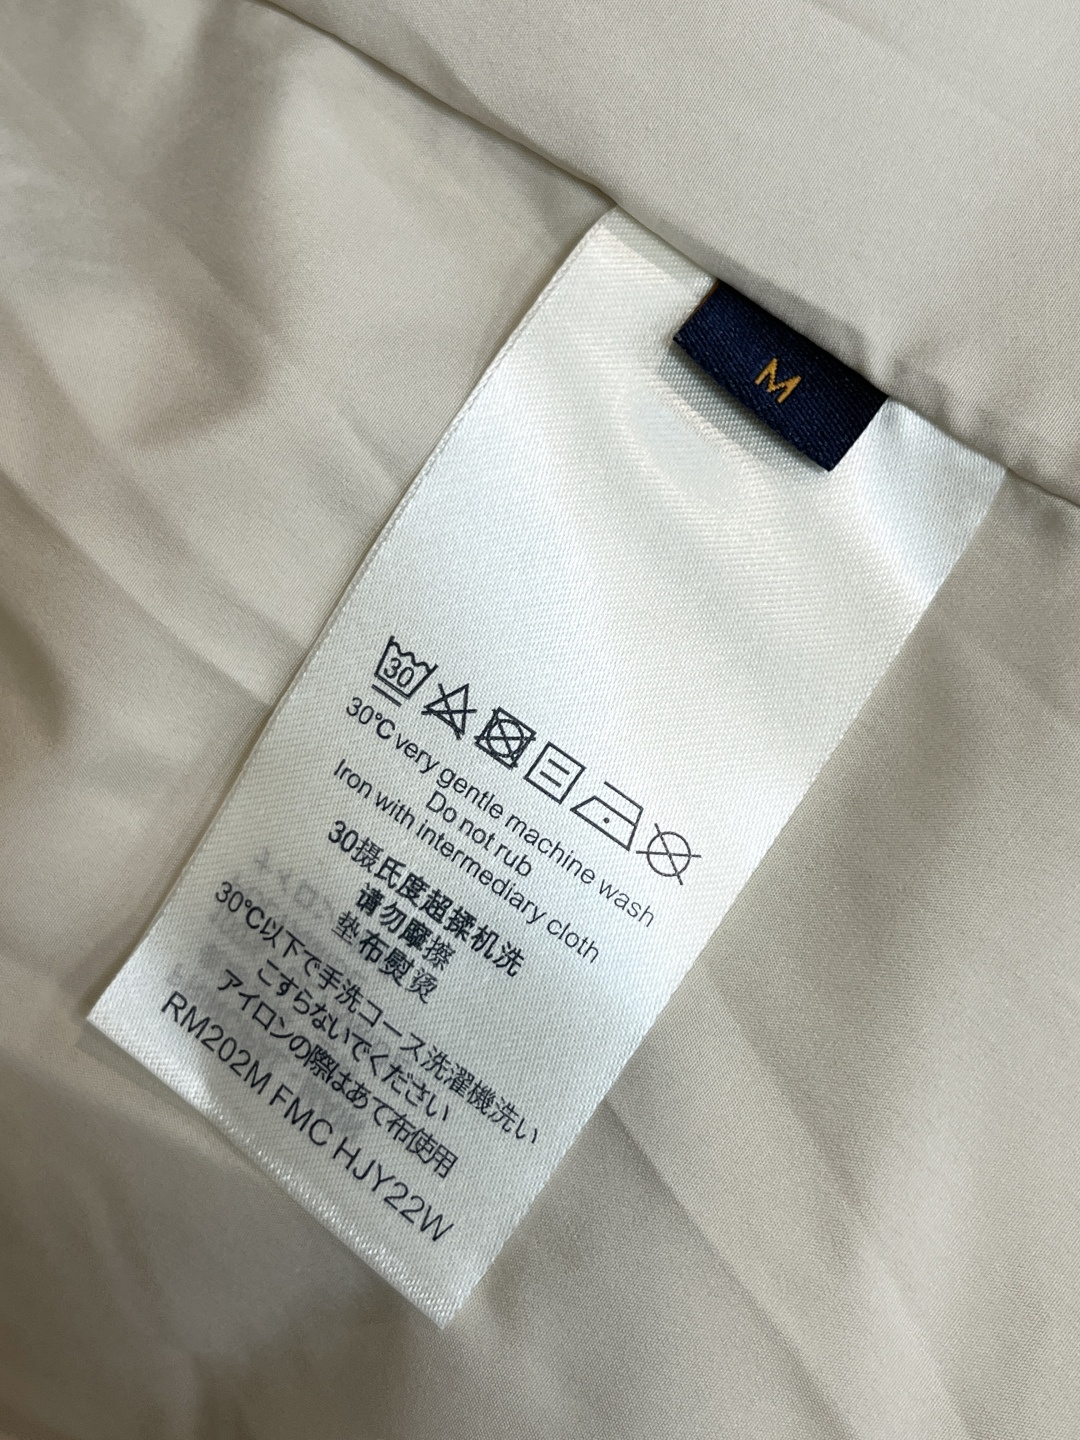 M
30
30°C very gentle machine wash
Do not rub
Iron with intermediary cloth
30摄氏度超揉机洗
请勿摩擦
垫布熨烫
30°C以下で手洗コース洗濯機洗い
こすらないでください
アイロンの際はあて布使用
RM202M FMC HJY22W